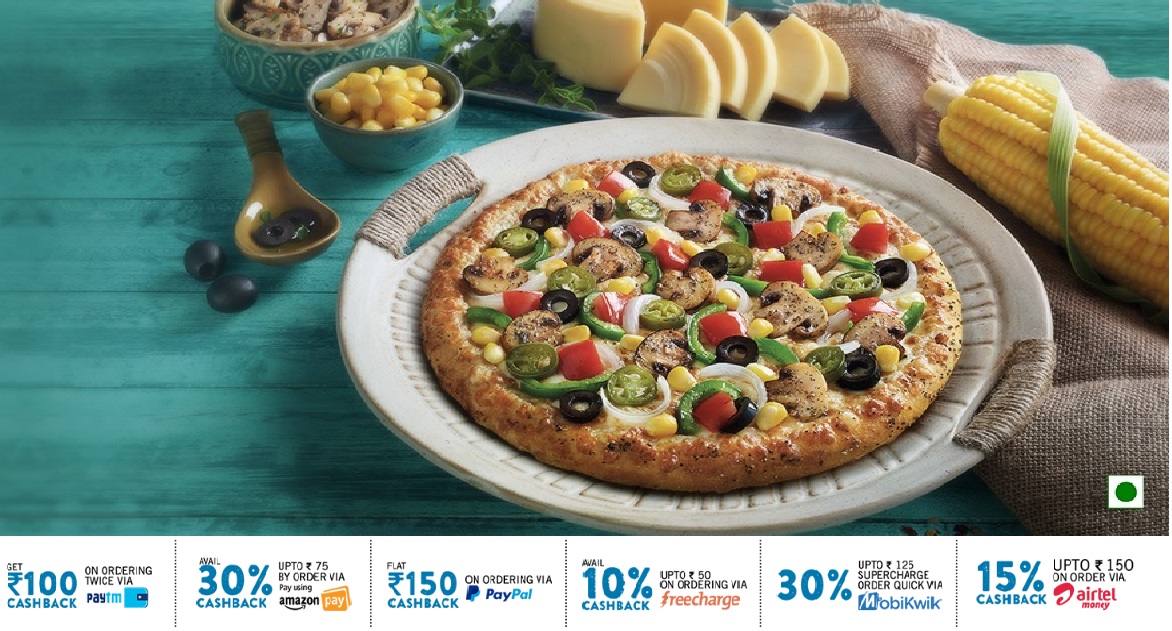 GET
₹100
CASHBACK
ON ORDERING
TWICE VIA
paytm
AVAIL
30%
CASHBACK
UPTO ₹ 75
BY ORDER VIA
Pay using
amazon pay
FLAT
₹150
CASHBACK
ON ORDERING VIA
PayPal
AVAIL
10%
CASHBACK
UPTO ₹ 50
ON ORDERING VIA
freecharge
30%
UPTO ₹ 125
SUPERCHARGE
ORDER QUICK VIA
MobiKwik
15%
CASHBACK
UPTO ₹ 150
ON ORDER VIA
airtel
money